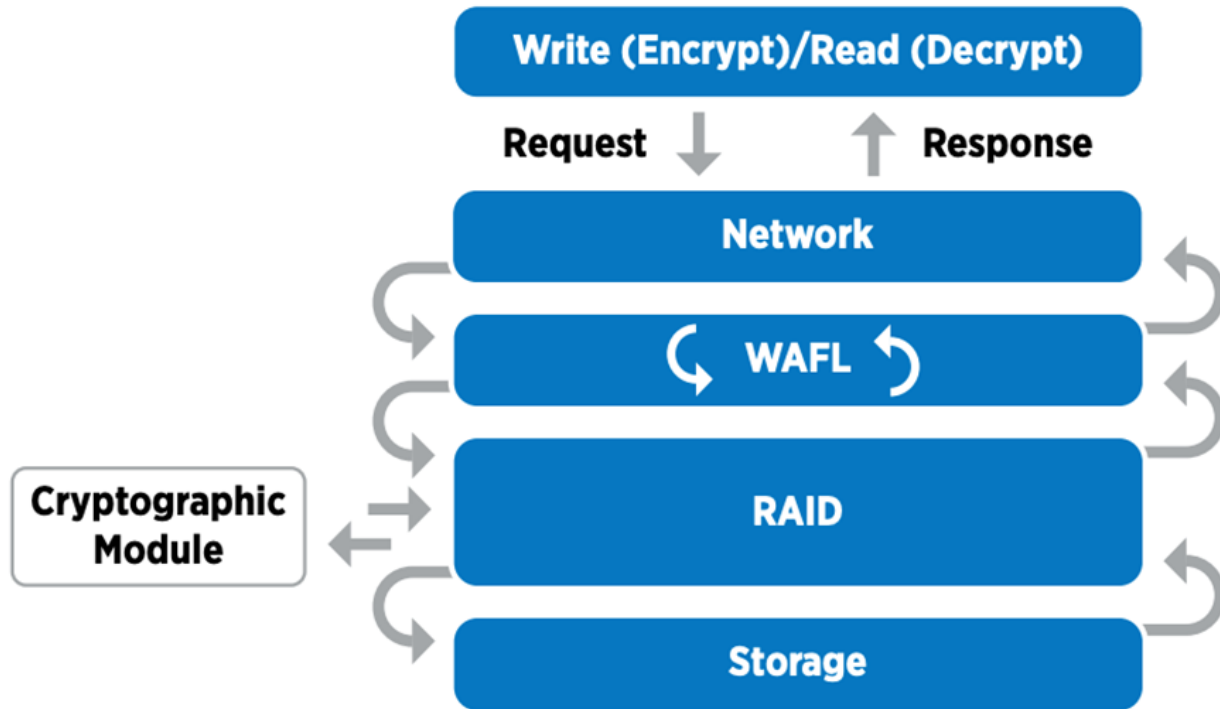 Write (Encrypt)/Read (Decrypt)
Request
Response
Network
WAFL
RAID
Cryptographic
Module
Storage